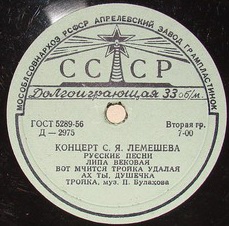 МОСОБЛСОВНАРХОЗ РСФСР АПРЕЛЕВСКИЙ ЗАВОД ГРАМПЛАСТИНОК
СССР
Долгоиграющая 33 об/м.
ГОСТ 5289-56
Вторая гр.
Д — 2975
7-00
КОНЦЕРТ С. Я. ЛЕМЕШЕВА
РУССКИЕ ПЕСНИ
ЛИПА ВЕКОВАЯ
ВОТ МЧИТСЯ ТРОЙКА УДАЛАЯ
АХ ТЫ, ДУШЕЧКА
ТРОЙКА, муз. П. Булахова